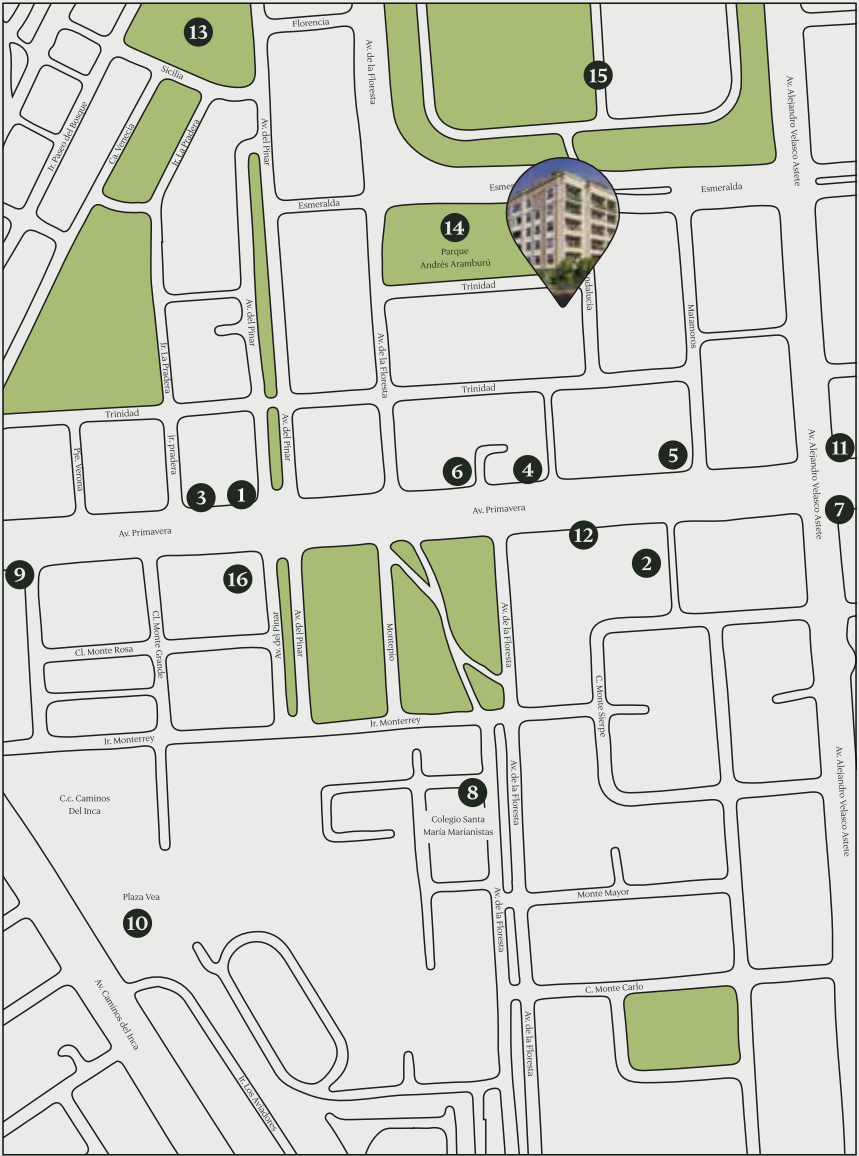 13
Florencia
Av. de la Floresta
15
Sicilia
Av. Alejandro Velasco Astete
Jr. Paseo del Bosque
Ca. Venecia
Jr. La Pradera
Av. del Pinar
Esmeralda
Esmeralda
14
Parque
Andrés Aramburú
Trinidad
Av. del Pinar
Matamoros
Jr. La Pradera
Av. de la Floresta
Trinidad
Trinidad
Pje. Verona
jr. pradera
Av. del Pinar
Av. Alejandro Velasco Astete
11
5
6
4
3
1
7
Av. Primavera
Av. Primavera
12
2
9
16
Cl. Monte Grande
Av. del Pinar
Av. del Pinar
Montepio
Av. de la Floresta
Cl. Monte Rosa
C. Monte Sierpe
Jr. Monterrey
Jr. Monterrey
Av. Alejandro Velasco Astete
C.c. Caminos
Del Inca
Av. de la Floresta
8
Colegio Santa
María Marianistas
Plaza Vea
10
Monte Mayor
Av. de la Floresta
C. Monte Carlo
Av. Caminos del Inca
Av. de la Floresta
Jr. Los Aviadores